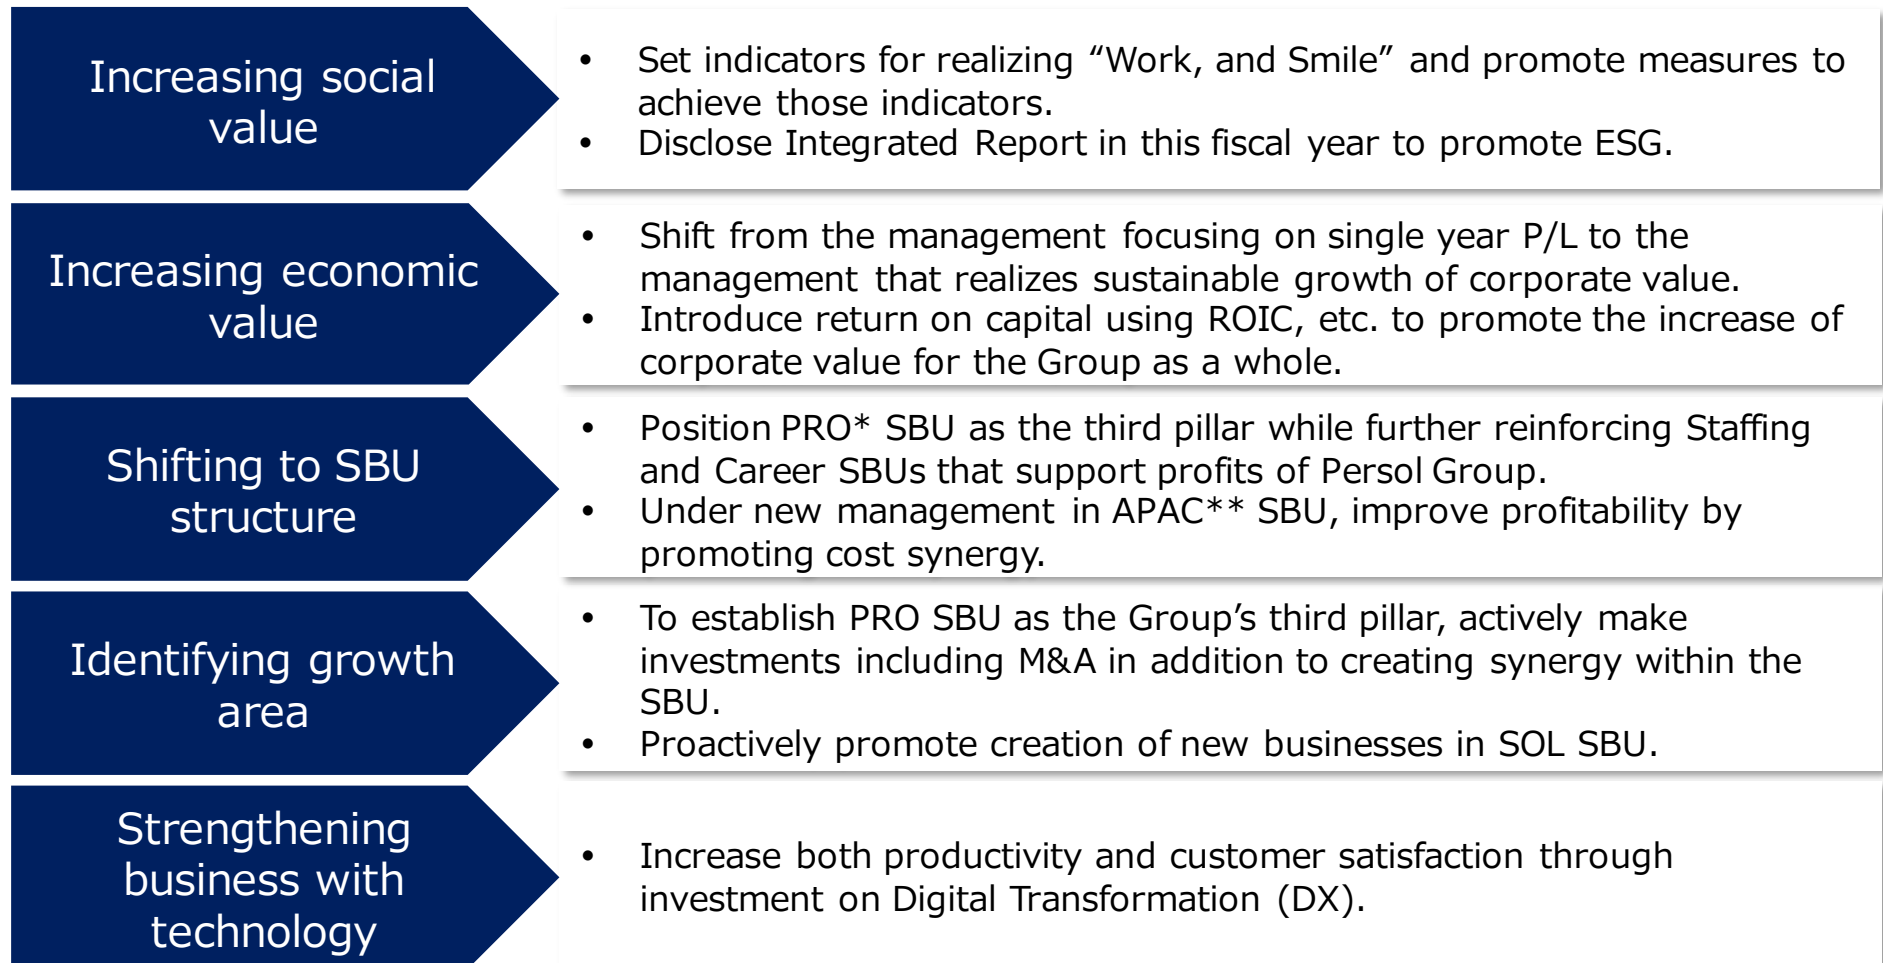 Increasing social
value
• Set indicators for realizing “Work, and Smile” and promote measures to
achieve those indicators.
• Disclose Integrated Report in this fiscal year to promote ESG.
Increasing economic
value
• Shift from the management focusing on single year P/L to the
management that realizes sustainable growth of corporate value.
• Introduce return on capital using ROIC, etc. to promote the increase of
corporate value for the Group as a whole.
Shifting to SBU
structure
• Position PRO* SBU as the third pillar while further reinforcing Staffing
and Career SBUs that support profits of Persol Group.
• Under new management in APAC** SBU, improve profitability by
promoting cost synergy.
Identifying growth
area
• To establish PRO SBU as the Group’s third pillar, actively make
investments including M&A in addition to creating synergy within the
SBU.
• Proactively promote creation of new businesses in SOL SBU.
Strengthening
business with
technology
• Increase both productivity and customer satisfaction through
investment on Digital Transformation (DX).